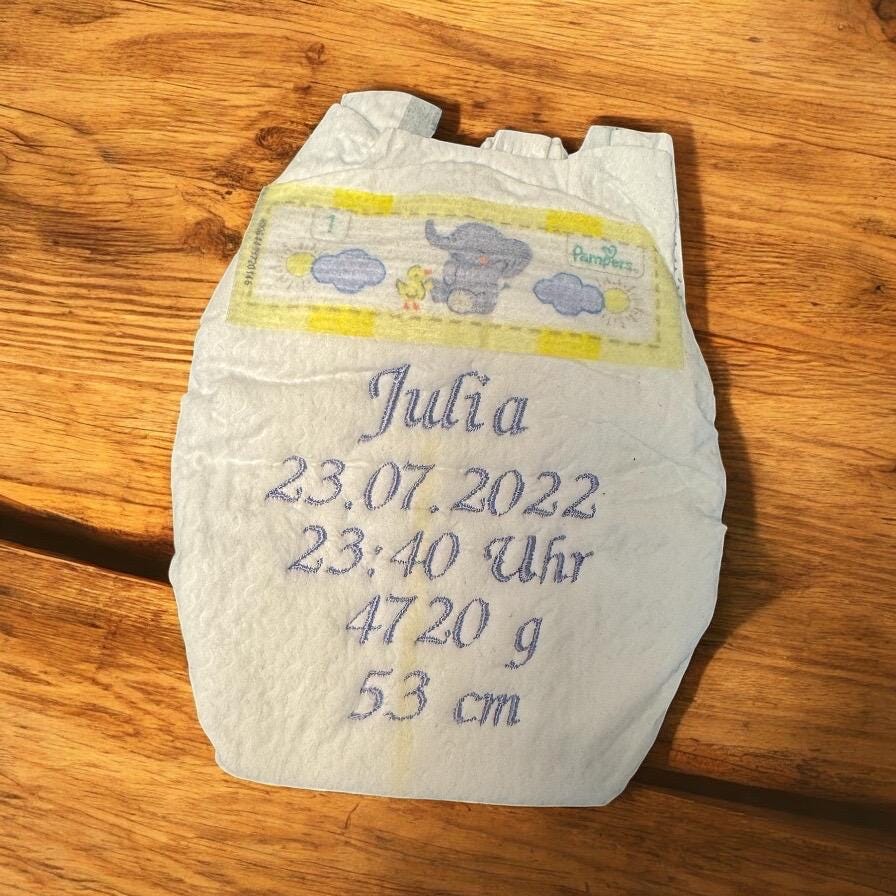 1
Pampers
Julia
23.07.2022
23:40 Uhr
4720 g
53 cm